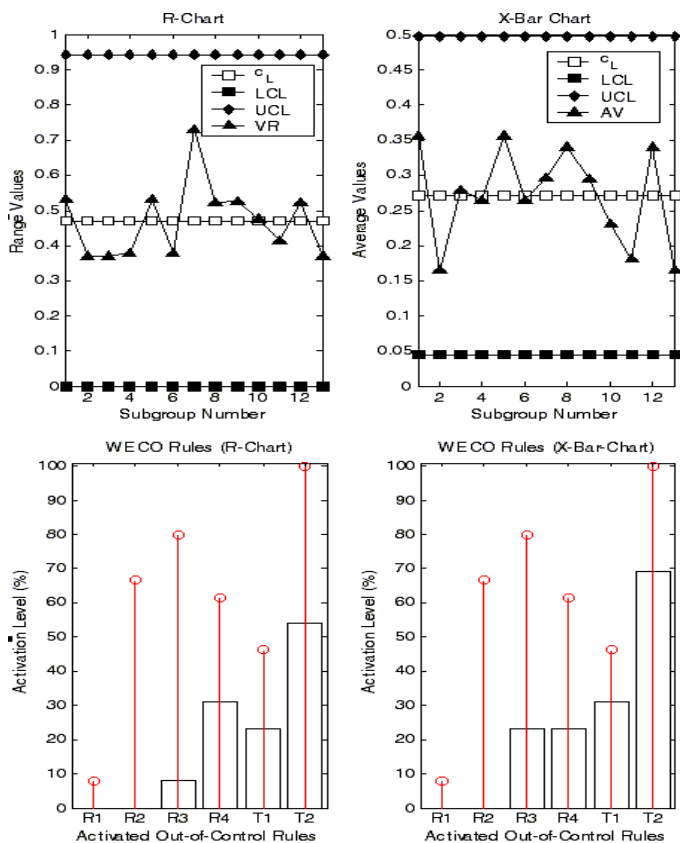 R-Chart
1
0.9
0.8
0.7
0.6
0.5
0.4
0.3
0.2
0.1
0
Range Values
CL
LCL
UCL
VR
2 4 6 8 10 12
Subgroup Number
X-Bar Chart
0.5
0.45
0.4
0.35
0.3
0.25
0.2
0.15
0.1
0.05
0
Average Values
CL
LCL
UCL
AV
2 4 6 8 10 12
Subgroup Number
WECO Rules (R-Chart)
100
90
80
70
60
50
40
30
20
10
0
Activation Level (%)
R1 R2 R3 R4 T1 T2
Activated Out-of-Control Rules
WECO Rules (X-Bar-Chart)
100
90
80
70
60
50
40
30
20
10
0
Activation Level (%)
R1 R2 R3 R4 T1 T2
Activated Out-of-Control Rules